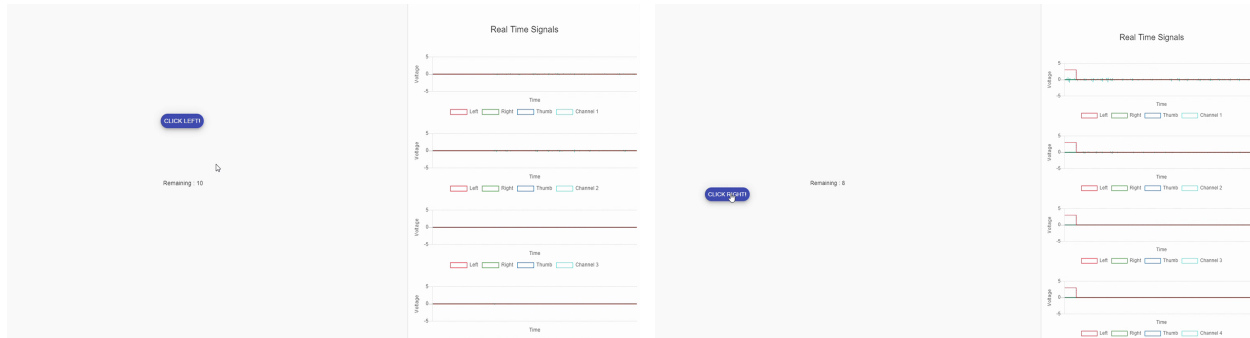 Real Time Signals
5
0
-5
Voltage
Time
Left Right Thumb Channel 1
CLICK LEFT!
5
0
-5
Voltage
Time
Left Right Thumb Channel 2
Remaining : 10
5
0
-5
Voltage
Time
Left Right Thumb Channel 3
5
0
-5
Voltage
Time
Real Time Signals
5
0
-5
Voltage
Time
Left Right Thumb Channel 1
5
0
-5
Voltage
Time
Left Right Thumb Channel 2
Remaining : 8
CLICK RIGHT!
5
0
-5
Voltage
Time
Left Right Thumb Channel 3
5
0
-5
Voltage
Time
Left Right Thumb Channel 4